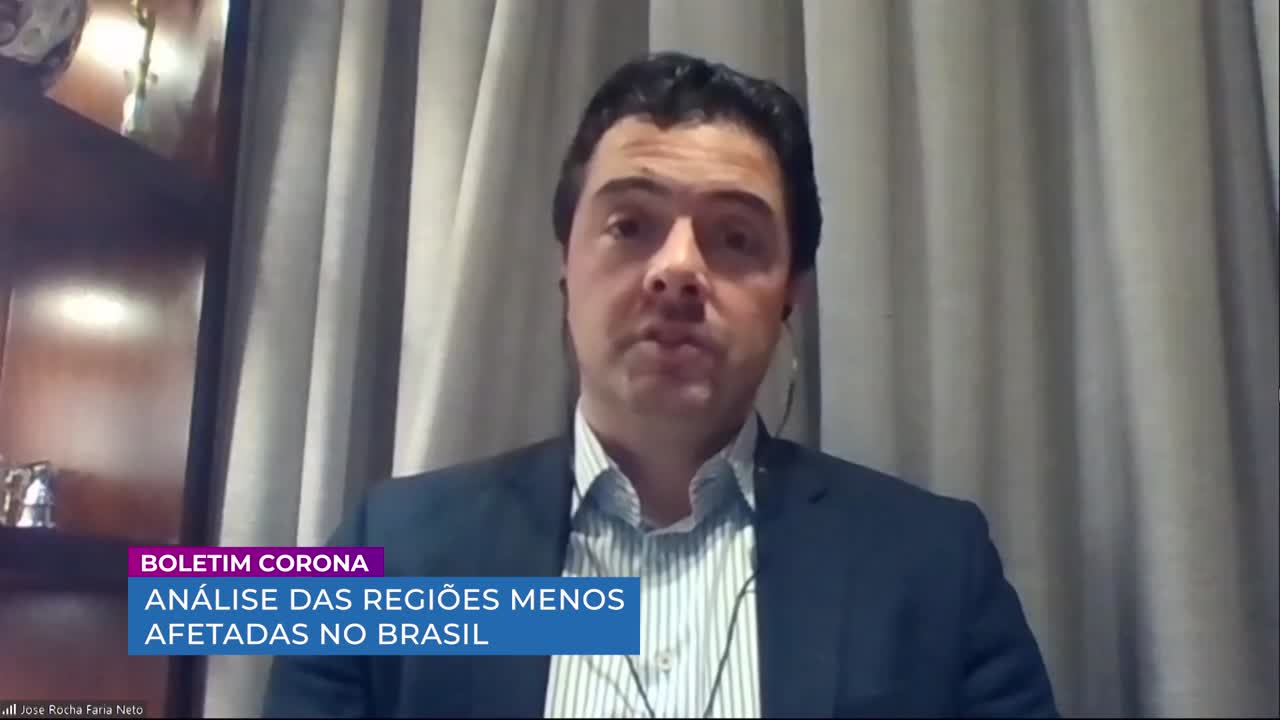 BOLETIM CORONA
ANÁLISE DAS REGIÕES MENOS
AFETADAS NO BRASIL
Jose Rocha Faria Neto